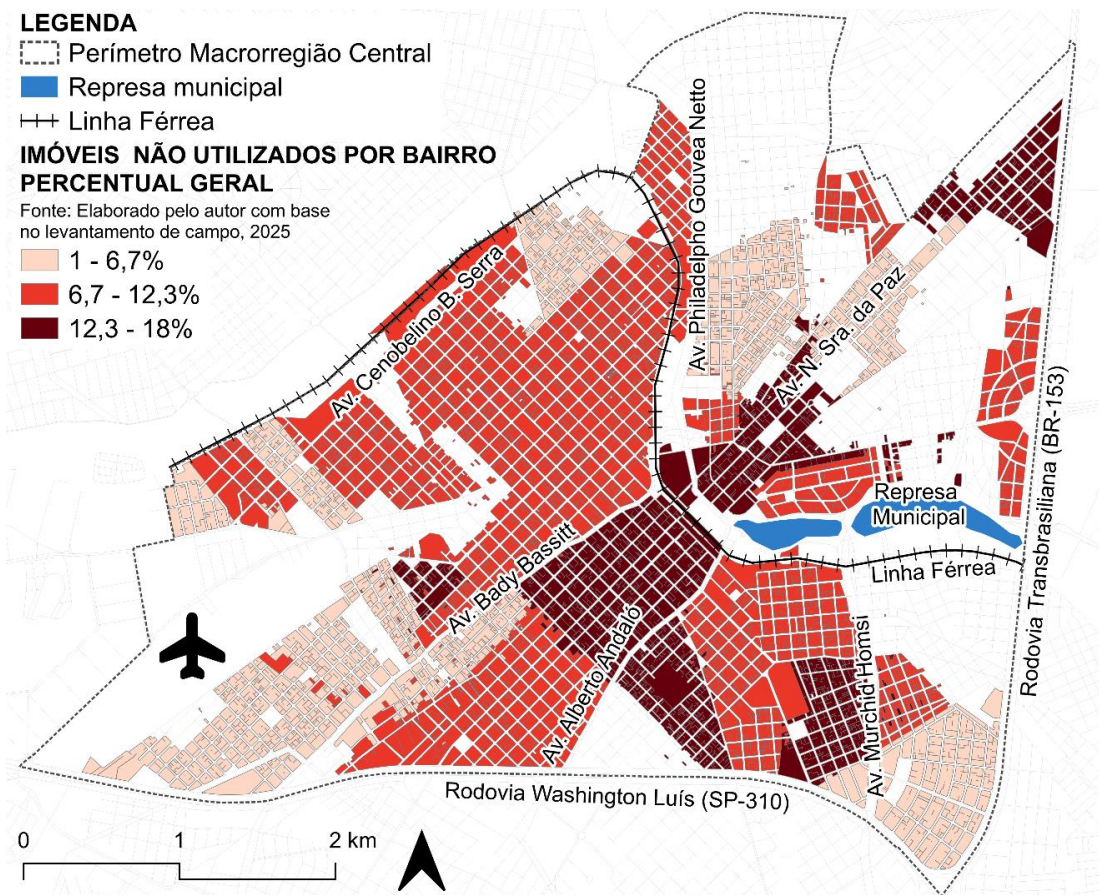 LEGENDA
Perímetro Macrorregião Central
Represa municipal
Linha Férrea
IMÓVEIS NÃO UTILIZADOS POR BAIRRO
PERCENTUAL GERAL
Fonte: Elaborado pelo autor com base
no levantamento de campo, 2025
1 - 6,7%
6,7 - 12,3%
12,3 - 18%
Av. Philadelpho Gouvea Netto
Av. Cenobelino B. Serra
Av. N. Sra. da Paz
Rodovia Transbrasiliana (BR-153)
Represa
Municipal
Linha Férrea
Av. Bady Bassitt
Av. Alberto Andaló
Av. Murchid Homsi
Rodovia Washington Luís (SP-310)
0 1 2 km